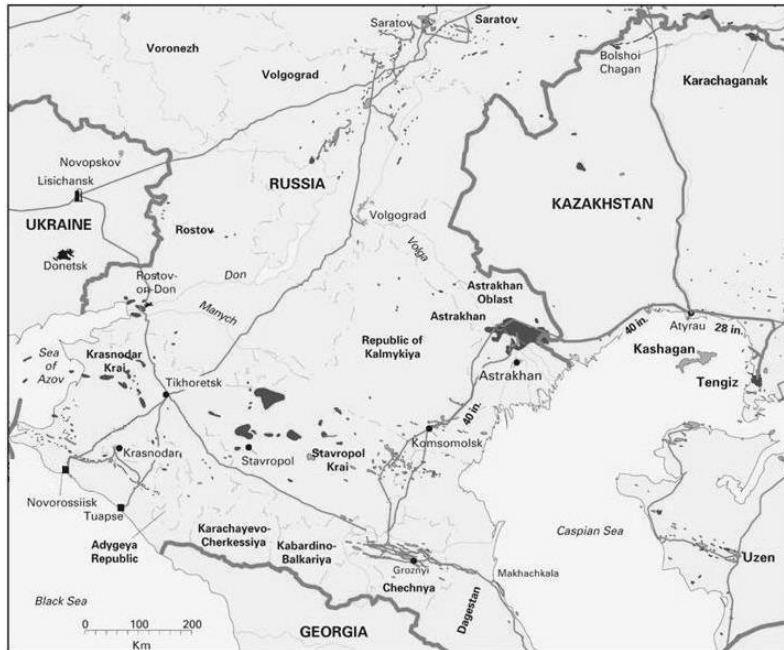 Saratov
Saratov
Voronezh
Volgograd
Bolshoi
Chagan
Karachaganak
Novopskov
Lisichansk
RUSSIA
KAZAKHSTAN
UKRAINE
Rostov
Volgograd
Volga
Donetsk
Rostov-
on-Don
Don
Manych
Astrakhan
Oblast
Astrakhan
40 in.
Atyrau
28 in.
Sea
of
Azov
Krasnodar
Krai
Republic of
Kalmykiya
Kashagan
Tengiz
Astrakhan
Tikhoretsk
40 in.
Komsomolsk
Krasnodar
Stavropol
Stavropol
Krai
Novorossiisk
Tuapse
Adygeya
Republic
Karachayevo-
Cherkessiya
Kabardino-
Balkariya
Caspian Sea
Uzen
Groznyi
Chechnya
Makhachkala
Dagestan
Black Sea
GEORGIA
0 100 200
Km